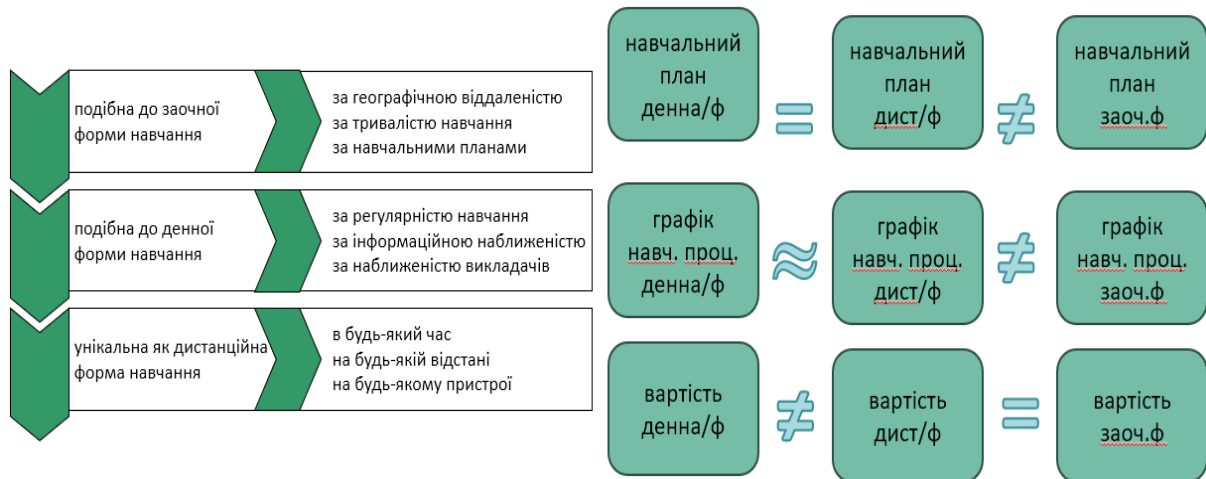 подібна до заочної
форми навчання
за географічною віддаленістю
за тривалістю навчання
за навчальними планами
подібна до денної
форми навчання
за регулярністю навчання
за інформаційною наближеністю
за наближеністю викладачів
унікальна як дистанційна
форма навчання
в будь-який час
на будь-якій відстані
на будь-якому пристрої
навчальний
план
денна/ф
=
навчальний
план
дист/ф
≠
навчальний
план
заоч.ф
графік
навч. проц.
денна/ф
≈
графік
навч. проц.
дист/ф
≠
графік
навч. проц.
заоч.ф
вартість
денна/ф
≠
вартість
дист/ф
=
вартість
заоч.ф